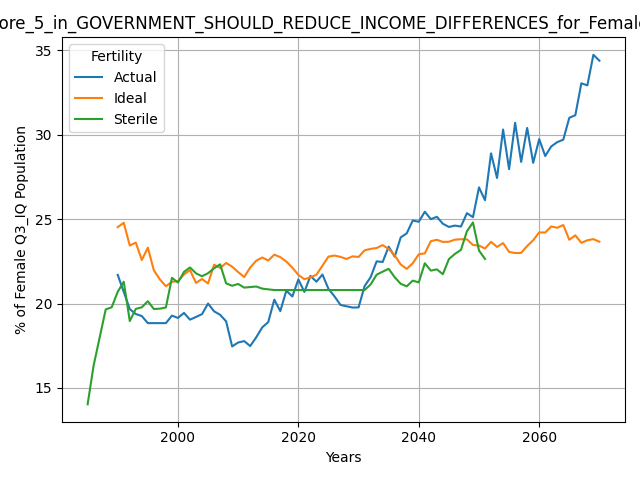 ore_5_in_GOVERNMENT_SHOULD_REDUCE_INCOME_DIFFERENCES_for_Female
Fertility
Actual
Ideal
Sterile
% of Female Q3_IQ Population
35
30
25
20
15
2000
2020
2040
2060
Years